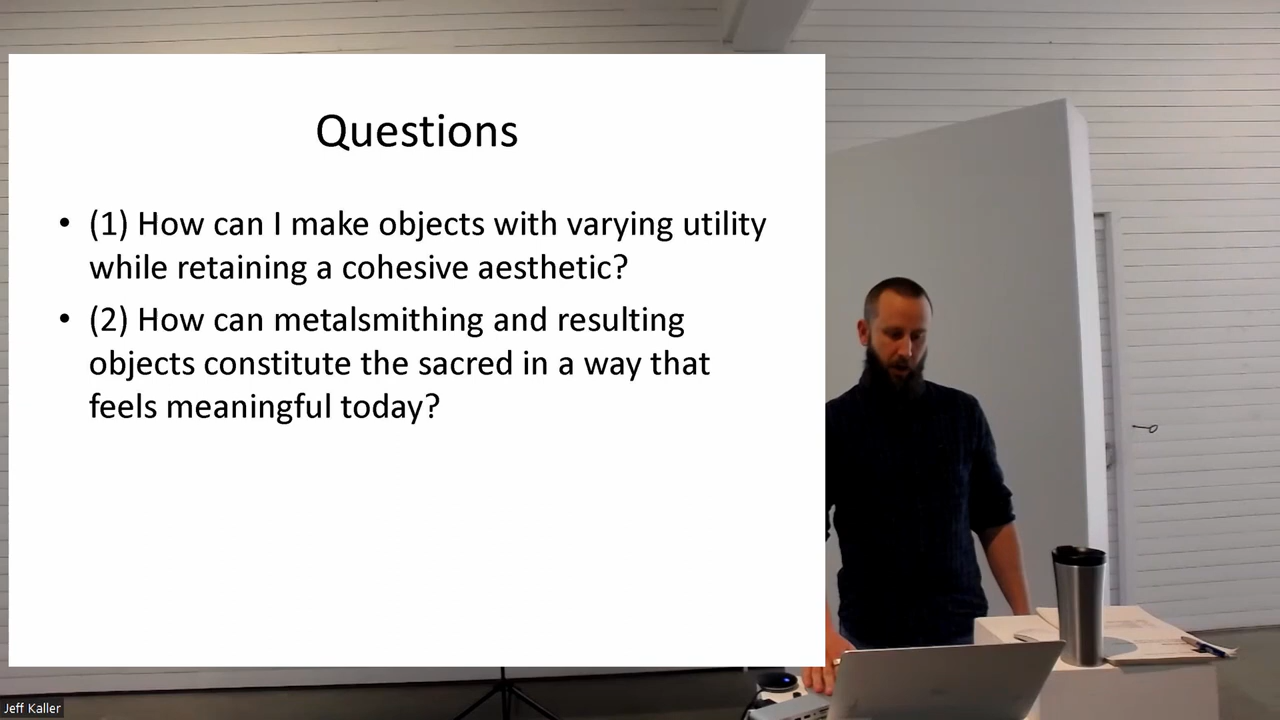 Questions
• (1) How can I make objects with varying utility
while retaining a cohesive aesthetic?
• (2) How can metalsmithing and resulting
objects constitute the sacred in a way that
feels meaningful today?
Jeff Kaller